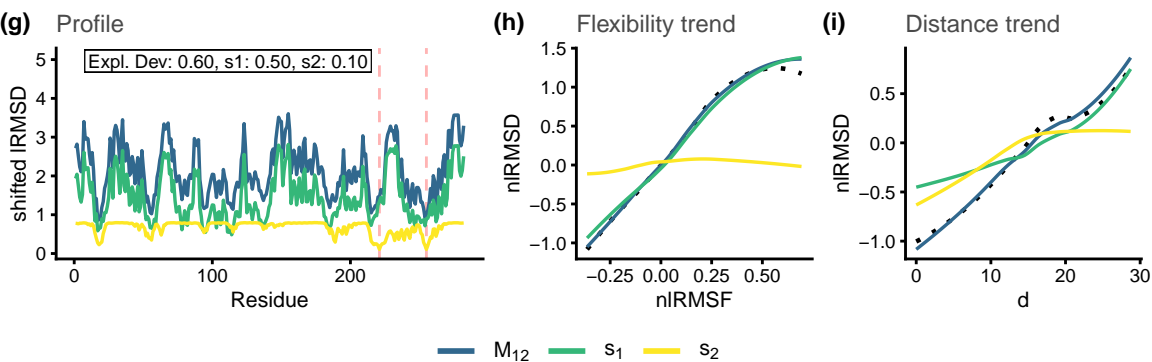 (g) Profile
shifted lRMSD
5
4
3
2
1
0
Expl. Dev: 0.60, s1: 0.50, s2: 0.10
0 100 200
Residue
(h) Flexibility trend
nlRMSD
1.5
1.0
0.5
0.0
−0.5
−1.0
−0.25 0.00 0.25 0.50
nlRMSF
(i) Distance trend
nlRMSD
0.5
0.0
−0.5
−1.0
0 10 20 30
d
M12 s1 s2